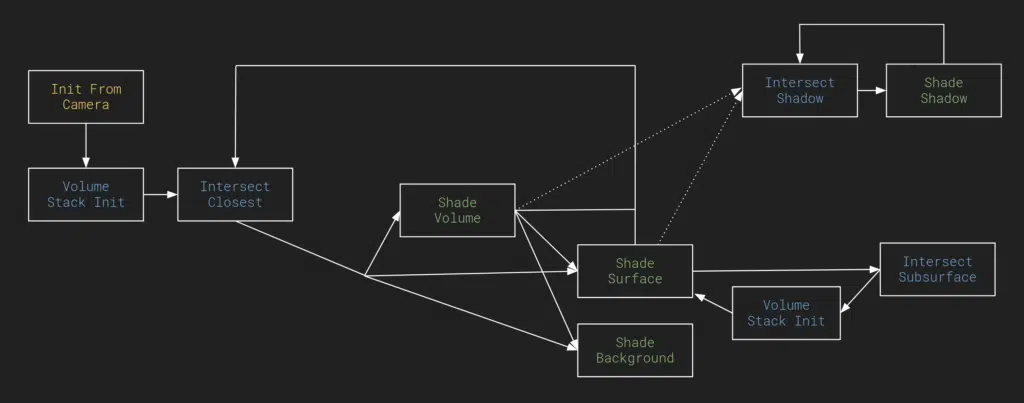 Init From
Camera
Volume
Stack Init
Intersect
Closest
Shade
Volume
Shade
Surface
Shade
Background
Intersect
Shadow
Shade
Shadow
Intersect
Subsurface
Volume
Stack Init